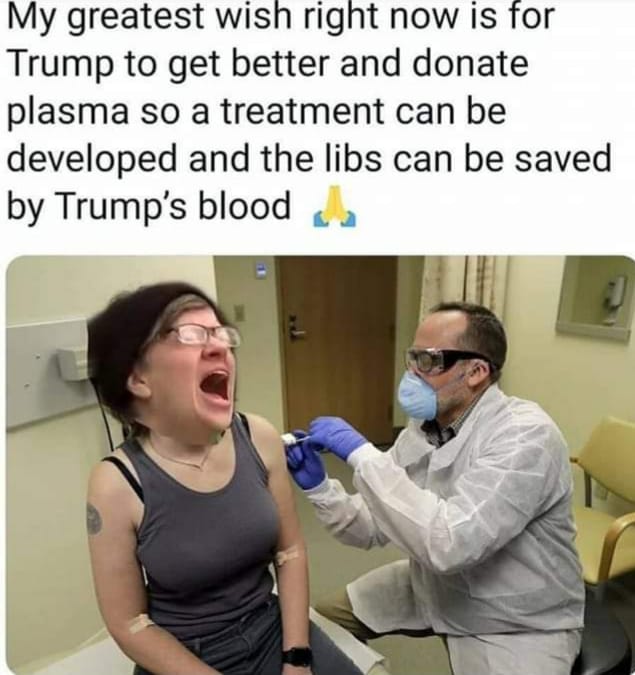 My greatest wish right now is for
Trump to get better and donate
plasma so a treatment can be
developed and the libs can be saved
by Trump's blood 🙏